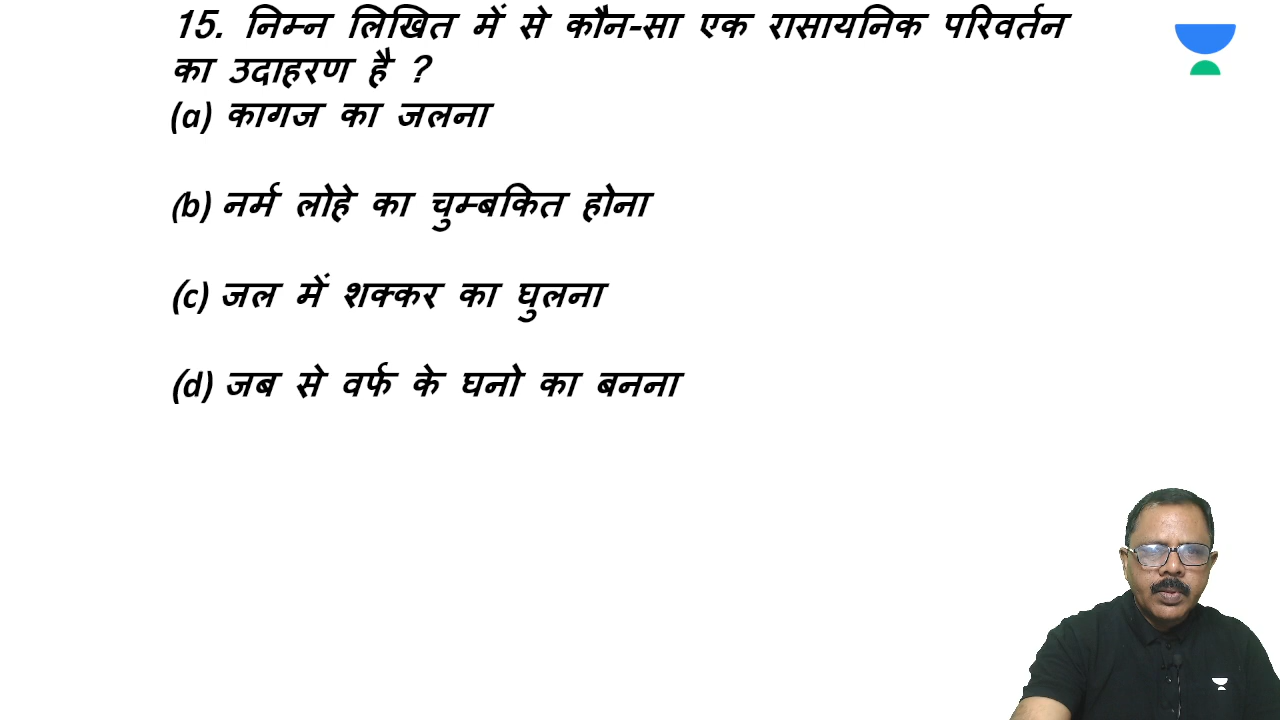 15. निम्न लिखित में से कौन-सा एक रासायनिक परिवर्तन
का उदाहरण है ?
(a) कागज का जलना
(b) नर्म लोहे का चुम्बकित होना
(c) जल में शक्कर का घुलना
(d) जब से वर्फ के घनो का बनना